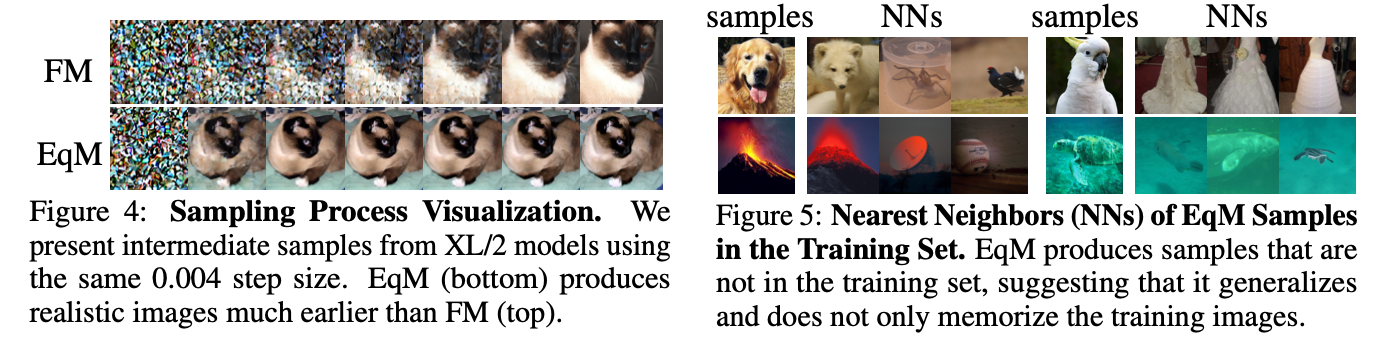 FM
EqM
Figure 4: Sampling Process Visualization. We
present intermediate samples from XL/2 models using
the same 0.004 step size. EqM (bottom) produces
realistic images much earlier than FM (top).
samples NNs samples NNs
Figure 5: Nearest Neighbors (NNs) of EqM Samples
in the Training Set. EqM produces samples that are
not in the training set, suggesting that it generalizes
and does not only memorize the training images.